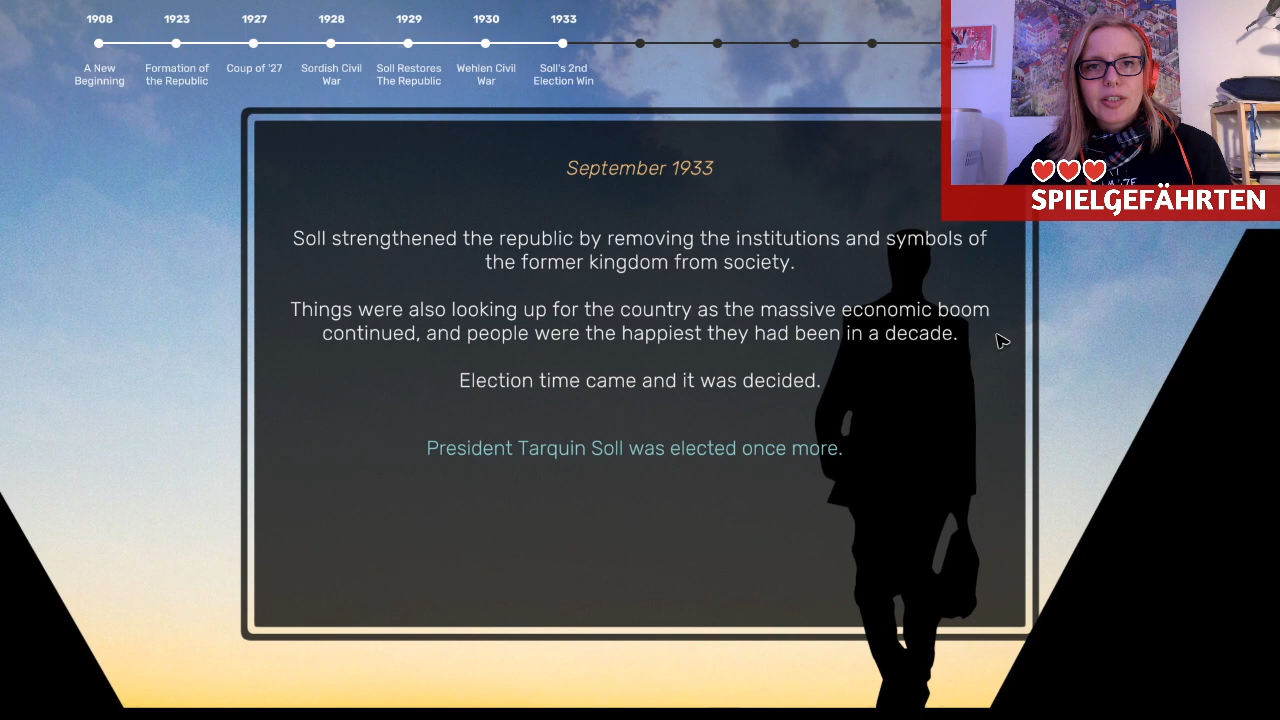 1908 1923 1927 1928 1929 1930 1933
A New Formation of Coup of '27 Sordish Civil Soll Restores Wehlen Civil Soll's 2nd
Beginning the Republic War The Republic War Election Win
September 1933
Soll strengthened the republic by removing the institutions and symbols of
the former kingdom from society.
Things were also looking up for the country as the massive economic boom
continued, and people were the happiest they had been in a decade.
Election time came and it was decided.
President Tarquin Soll was elected once more.
SPIELGEFÄHRTEN